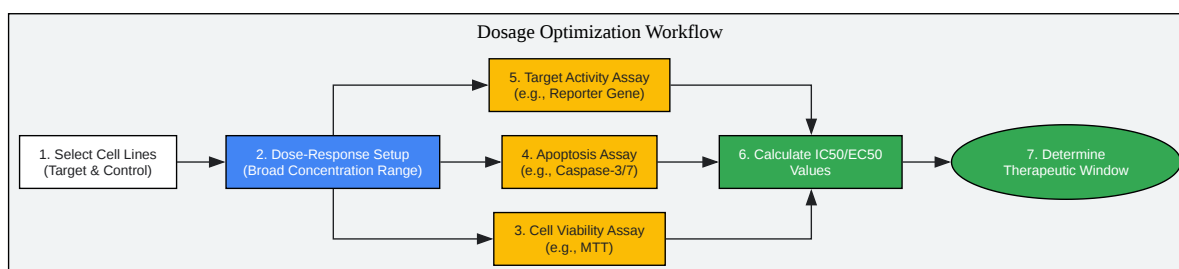 Dosage Optimization Workflow
1. Select Cell Lines
(Target & Control)
2. Dose-Response Setup
(Broad Concentration Range)
5. Target Activity Assay
(e.g., Reporter Gene)
4. Apoptosis Assay
(e.g., Caspase-3/7)
3. Cell Viability Assay
(e.g., MTT)
6. Calculate IC50/EC50
Values
7. Determine
Therapeutic Window